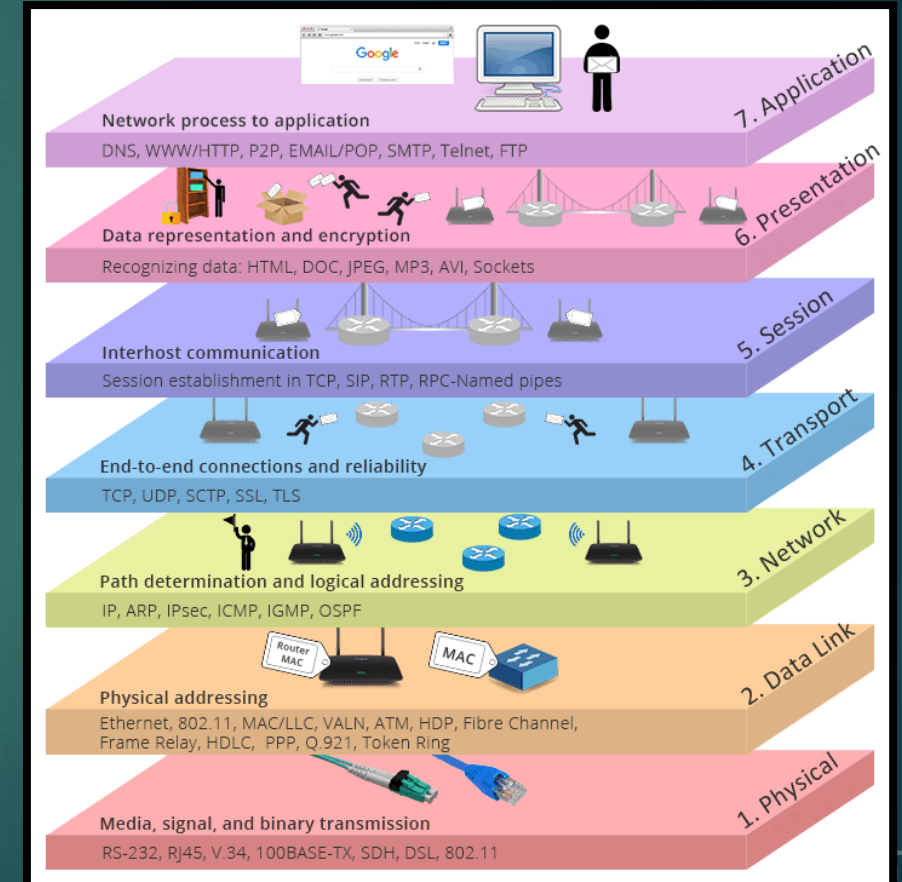 Google
7. Application
Network process to application
DNS, WWW/HTTP, P2P, EMAIL/POP, SMTP, Telnet, FTP
6. Presentation
Data representation and encryption
Recognizing data: HTML, DOC, JPEG, MP3, AVI, Sockets
5. Session
Interhost communication
Session establishment in TCP, SIP, RTP, RPC-Named pipes
4. Transport
End-to-end connections and reliability
TCP, UDP, SCTP, SSL, TLS
3. Network
Path determination and logical addressing
IP, ARP, IPsec, ICMP, IGMP, OSPF
Router
MAC
MAC
2. Data Link
Physical addressing
Ethernet, 802.11, MAC/LLC, VALN, ATM, HDP, Fibre Channel,
Frame Relay, HDLC, PPP, Q.921, Token Ring
1. Physical
Media, signal, and binary transmission
RS-232, RJ45, V.34, 100BASE-TX, SDH, DSL, 802.11